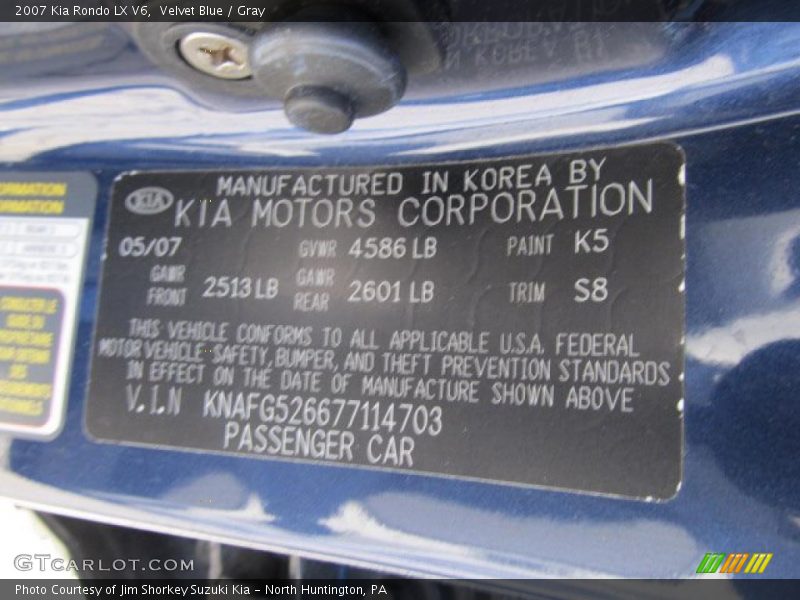 2007 Kia Rondo LX V6, Velvet Blue / Gray
MANUFACTURED IN KOREA BY
KIA KIA MOTORS CORPORATION
05/07 GVWR 4586 LB PAINT K5
GAWR FRONT 2513 LB GAWR REAR 2601 LB TRIM S8
THIS VEHICLE CONFORMS TO ALL APPLICABLE U.S.A. FEDERAL
MOTOR VEHICLE SAFETY, BUMPER, AND THEFT PREVENTION STANDARDS
IN EFFECT ON THE DATE OF MANUFACTURE SHOWN ABOVE
V.I.N KNAFG526677114703
PASSENGER CAR
GTCARLOT.COM
Photo Courtesy of Jim Shorkey Suzuki Kia - North Huntington, PA